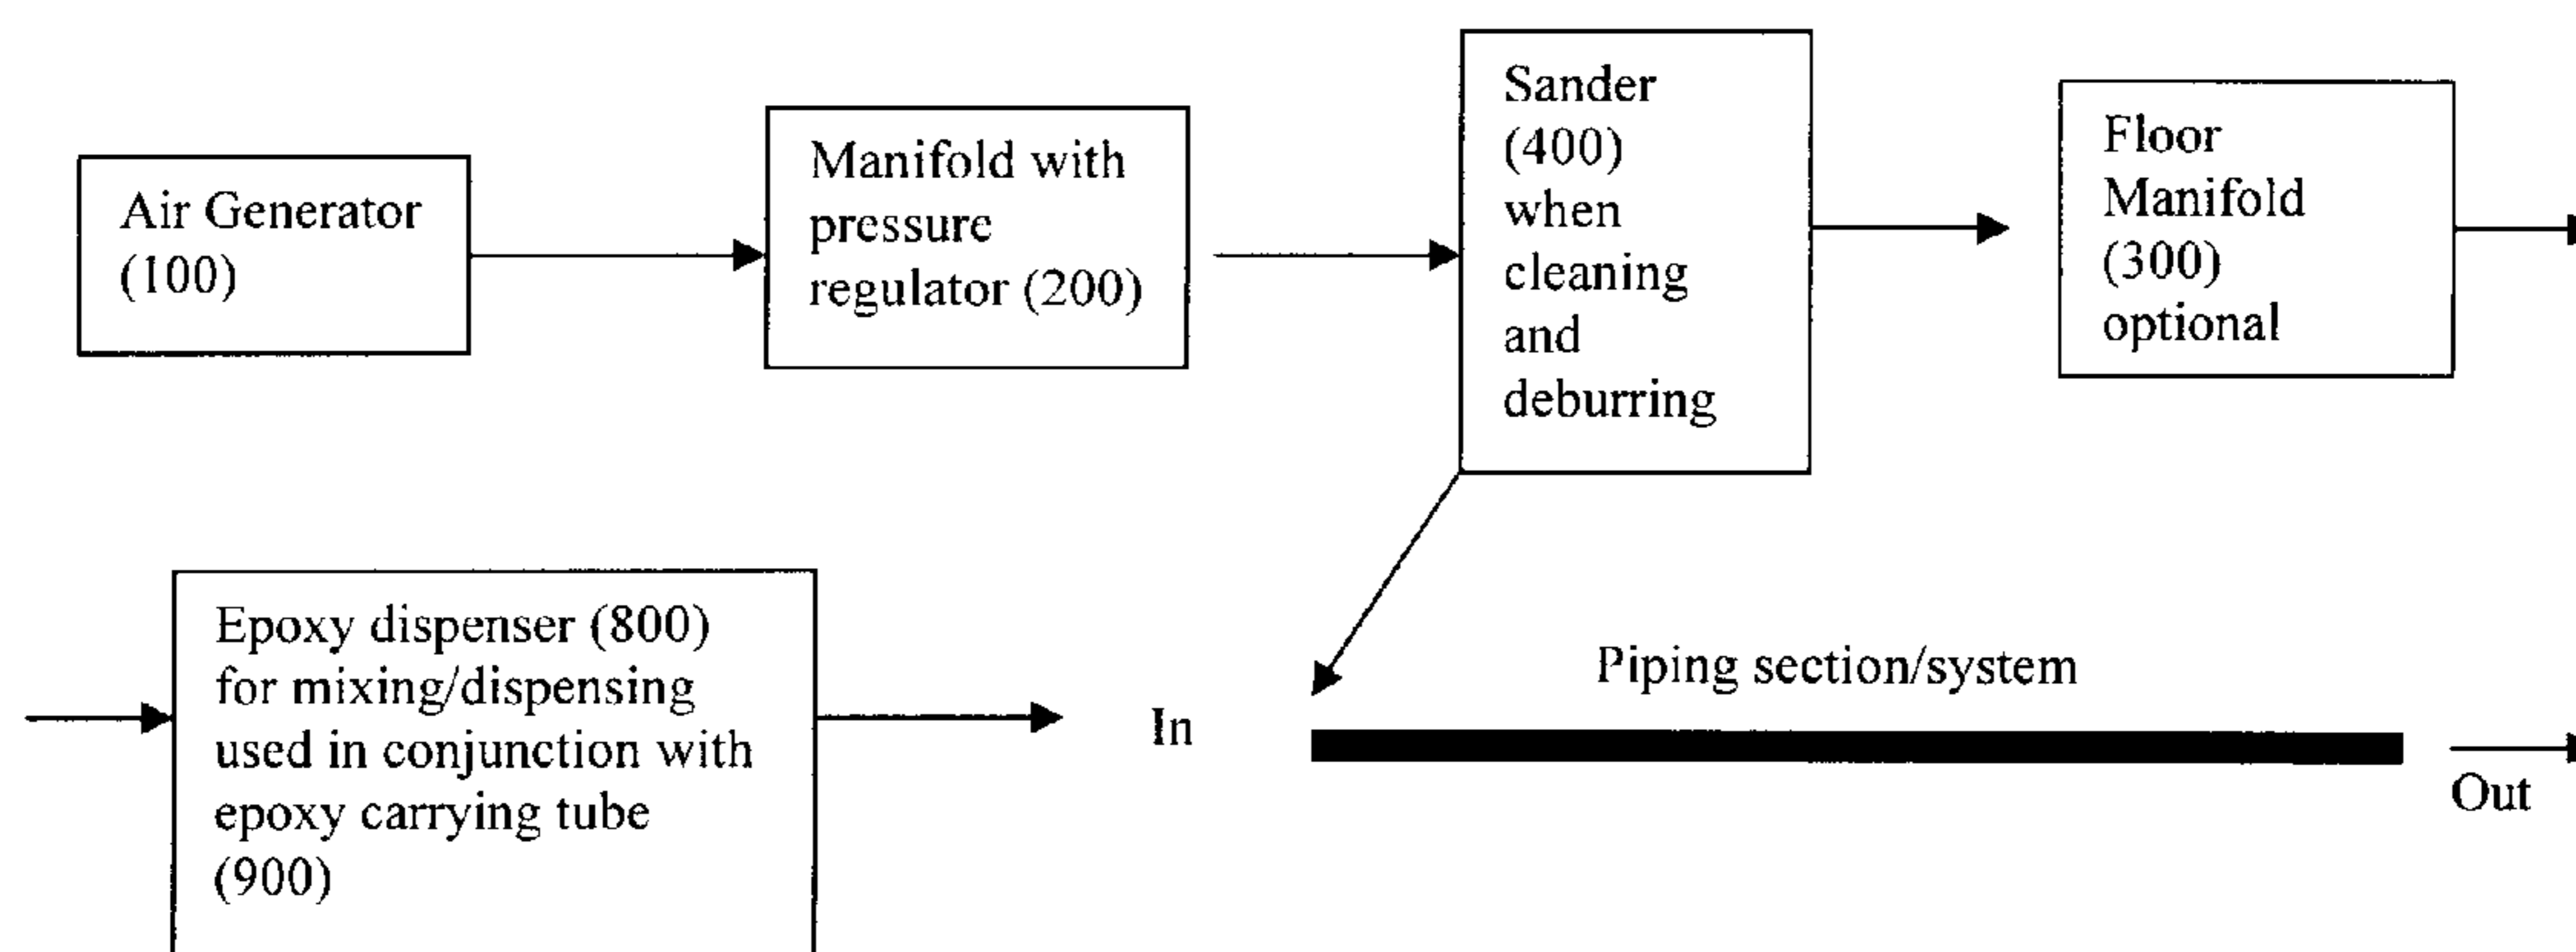 Air Generator
(100)
Manifold with
pressure
regulator (200)
Sander
(400)
when
cleaning
and
deburring
Floor
Manifold
(300)
optional
Epoxy dispenser (800)
for mixing/dispensing
used in conjunction with
epoxy carrying tube
(900)
In
Piping section/system
Out